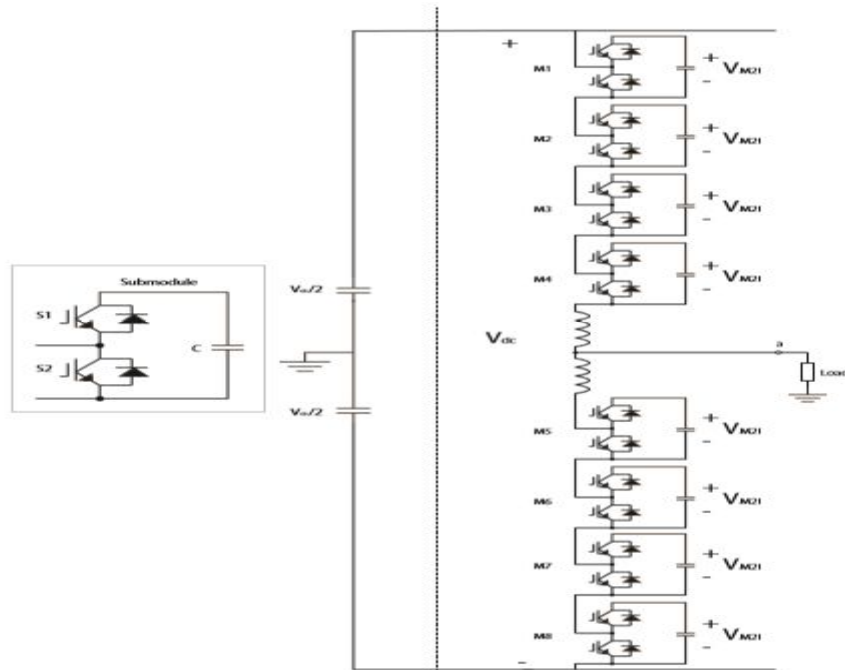 +
M1
+
-
VM21
M2
+
-
VM21
M3
+
-
VM21
M4
+
-
VM21
Submodule
S1
S2
C
Vdc/2
Vdc
a
Load
Vdc/2
M5
+
-
VM21
M6
+
-
VM21
M7
+
-
VM21
M8
+
-
VM21
-